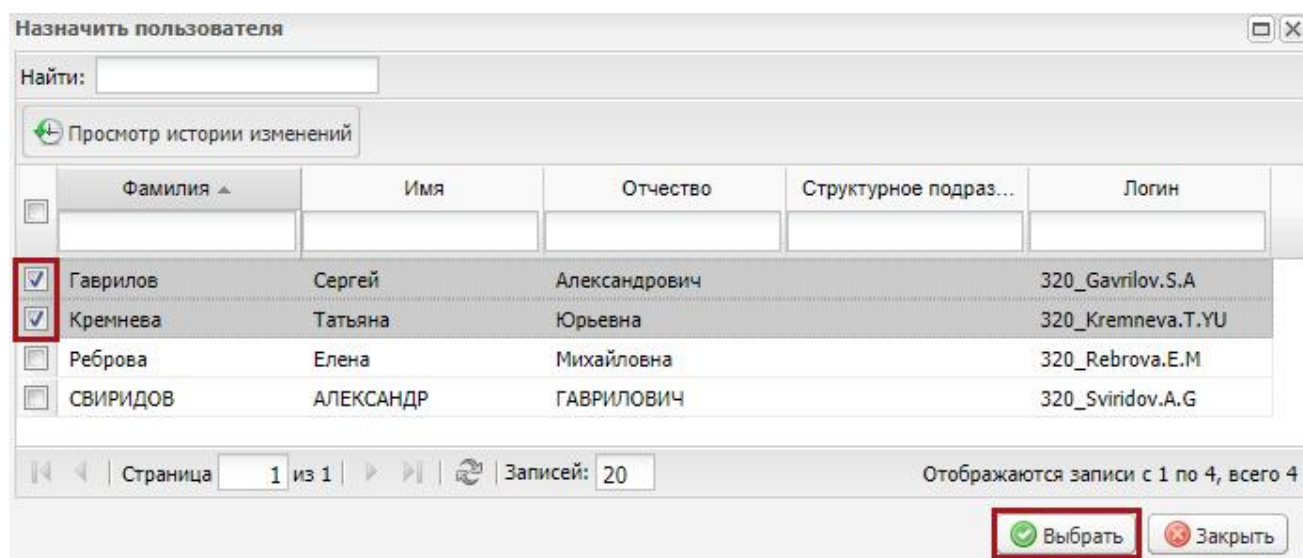 Назначить пользователя
Найти:
Просмотр истории изменений
Фамилия Имя Отчество Структурное подраз... Логин
Гаврилов Сергей Александрович 320_Gavrilov.S.A
Кремнева Татьяна Юрьевна 320_Kremneva.T.YU
Реброва Елена Михайловна 320_Rebrova.E.M
СВИРИДОВ АЛЕКСАНДР ГАВРИЛОВИЧ 320_Sviridov.A.G
Страница 1 из 1 Записей: 20 Отображаются записи с 1 по 4, всего 4
Выбрать Закрыть